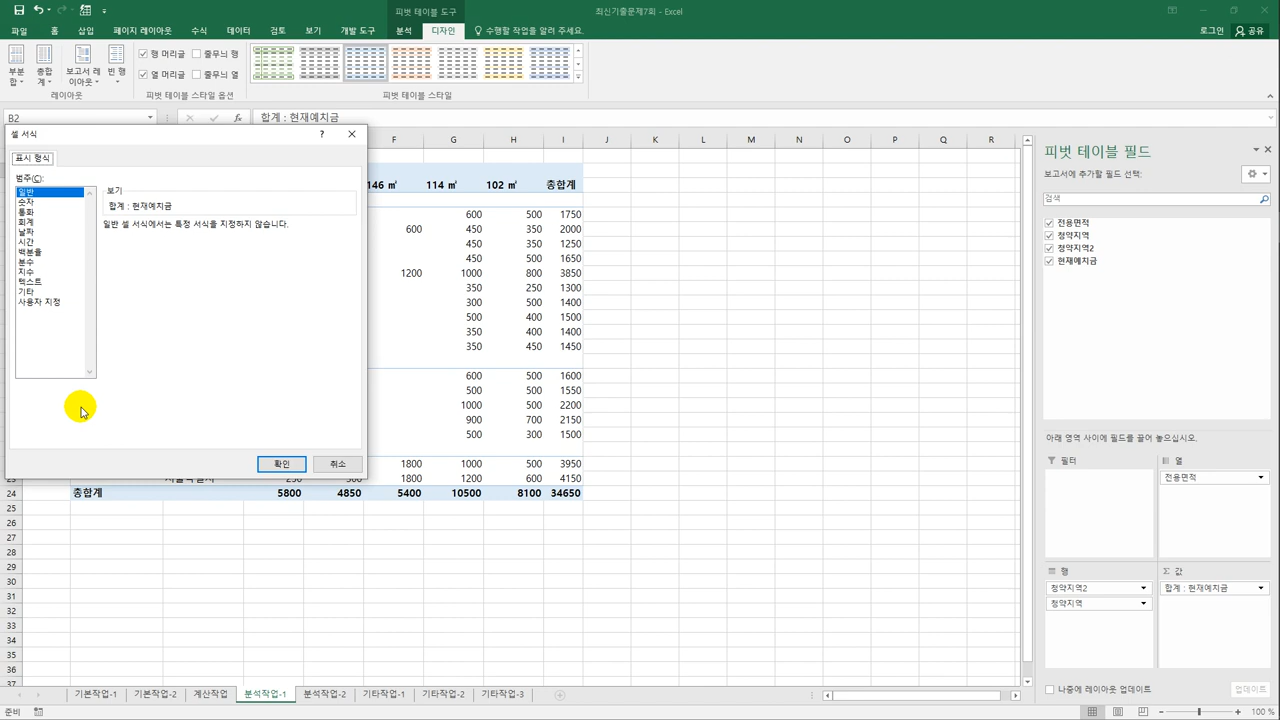 피벗 테이블 도구
최신기출문제7회 - Excel
파일
홈
삽입
페이지 레이아웃
수식
데이터
검토
보기
개발 도구
분석
디자인
수행할 작업을 알려 주세요.
로그인
공유
부분합
총합계
보고서 레이아웃
빈 행
행 머리글
줄무늬 행
열 머리글
줄무늬 열
레이아웃
피벗 테이블 스타일 옵션
피벗 테이블 스타일
B2
fx
합계 : 현재예치금
셀 서식
?
표시 형식
범주(C):
일반
숫자
통화
회계
날짜
시간
백분율
분수
지수
텍스트
기타
사용자 지정
보기
합계 : 현재예치금
일반 셀 서식에서는 특정 서식을 지정하지 않습니다.
확인
취소
F G H I J K L M N O P Q R
146 ㎡ 114 ㎡ 102 ㎡ 총합계
600 500 1750
600 450 350 2000
450 350 1250
450 500 1650
1200 1000 800 3850
350 250 1300
300 500 1400
500 400 1500
350 400 1400
350 450 1450
600 500 1600
500 500 1550
1000 500 2200
900 700 2150
500 300 1500
1800 1000 500 3950
1800 1200 600 4150
24 총합계 5800 4850 5400 10500 8100 34650
25
26
27
28
29
30
31
32
33
34
35
36
37
피벗 테이블 필드
보고서에 추가할 필드 선택:
검색
전용면적
청약지역
청약지역2
현재예치금
아래 영역 사이에 필드를 끌어 놓으십시오.
필터
열
전용면적
행
Σ 값
청약지역2
합계 : 현재예치금
청약지역
나중에 레이아웃 업데이트
업데이트
기본작업-1
기본작업-2
계산작업
분석작업-1
분석작업-2
기타작업-1
기타작업-2
기타작업-3
준비
100 %